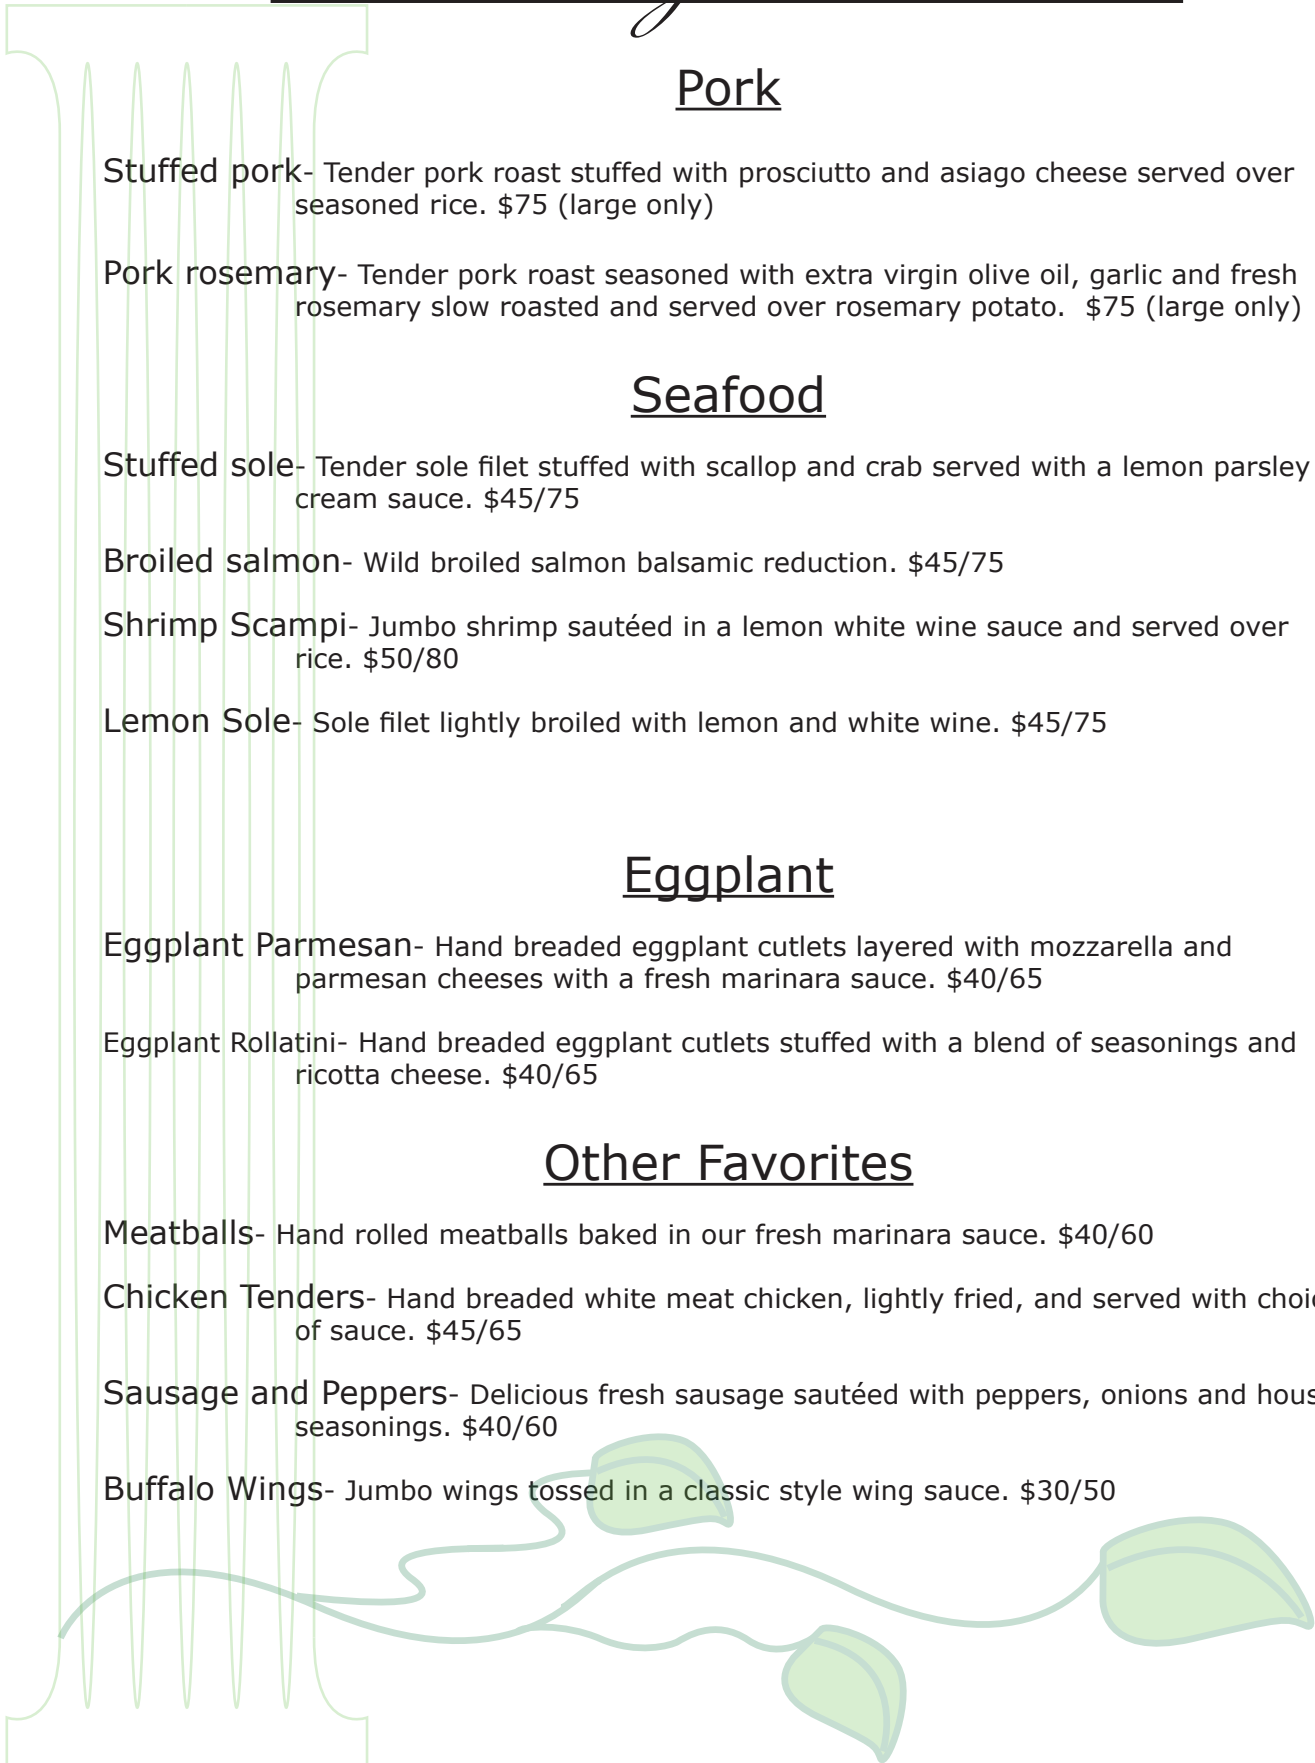 Pork
Stuffed pork- Tender pork roast stuffed with prosciutto and asiago cheese served over
seasoned rice. $75 (large only)
Pork rosemary- Tender pork roast seasoned with extra virgin olive oil, garlic and fresh
rosemary slow roasted and served over rosemary potato.  $75 (large only)
Seafood
Stuffed sole- Tender sole filet stuffed with scallop and crab served with a lemon parsley
cream sauce. $45/75
Broiled salmon- Wild broiled salmon balsamic reduction. $45/75
Shrimp Scampi- Jumbo shrimp sautéed in a lemon white wine sauce and served over
rice. $50/80
Lemon Sole- Sole filet lightly broiled with lemon and white wine. $45/75
Eggplant
Eggplant Parmesan- Hand breaded eggplant cutlets layered with mozzarella and
parmesan cheeses with a fresh marinara sauce. $40/65
Eggplant Rollatini- Hand breaded eggplant cutlets stuffed with a blend of seasonings and
ricotta cheese. $40/65
Other Favorites
Meatballs- Hand rolled meatballs baked in our fresh marinara sauce. $40/60
Chicken Tenders- Hand breaded white meat chicken, lightly fried, and served with
of sauce. $45/65
Sausage and Peppers- Delicious fresh sausage sautéed with peppers, onions and
seasonings. $40/60
Buffalo Wings- Jumbo wings tossed in a classic style wing sauce. $30/50